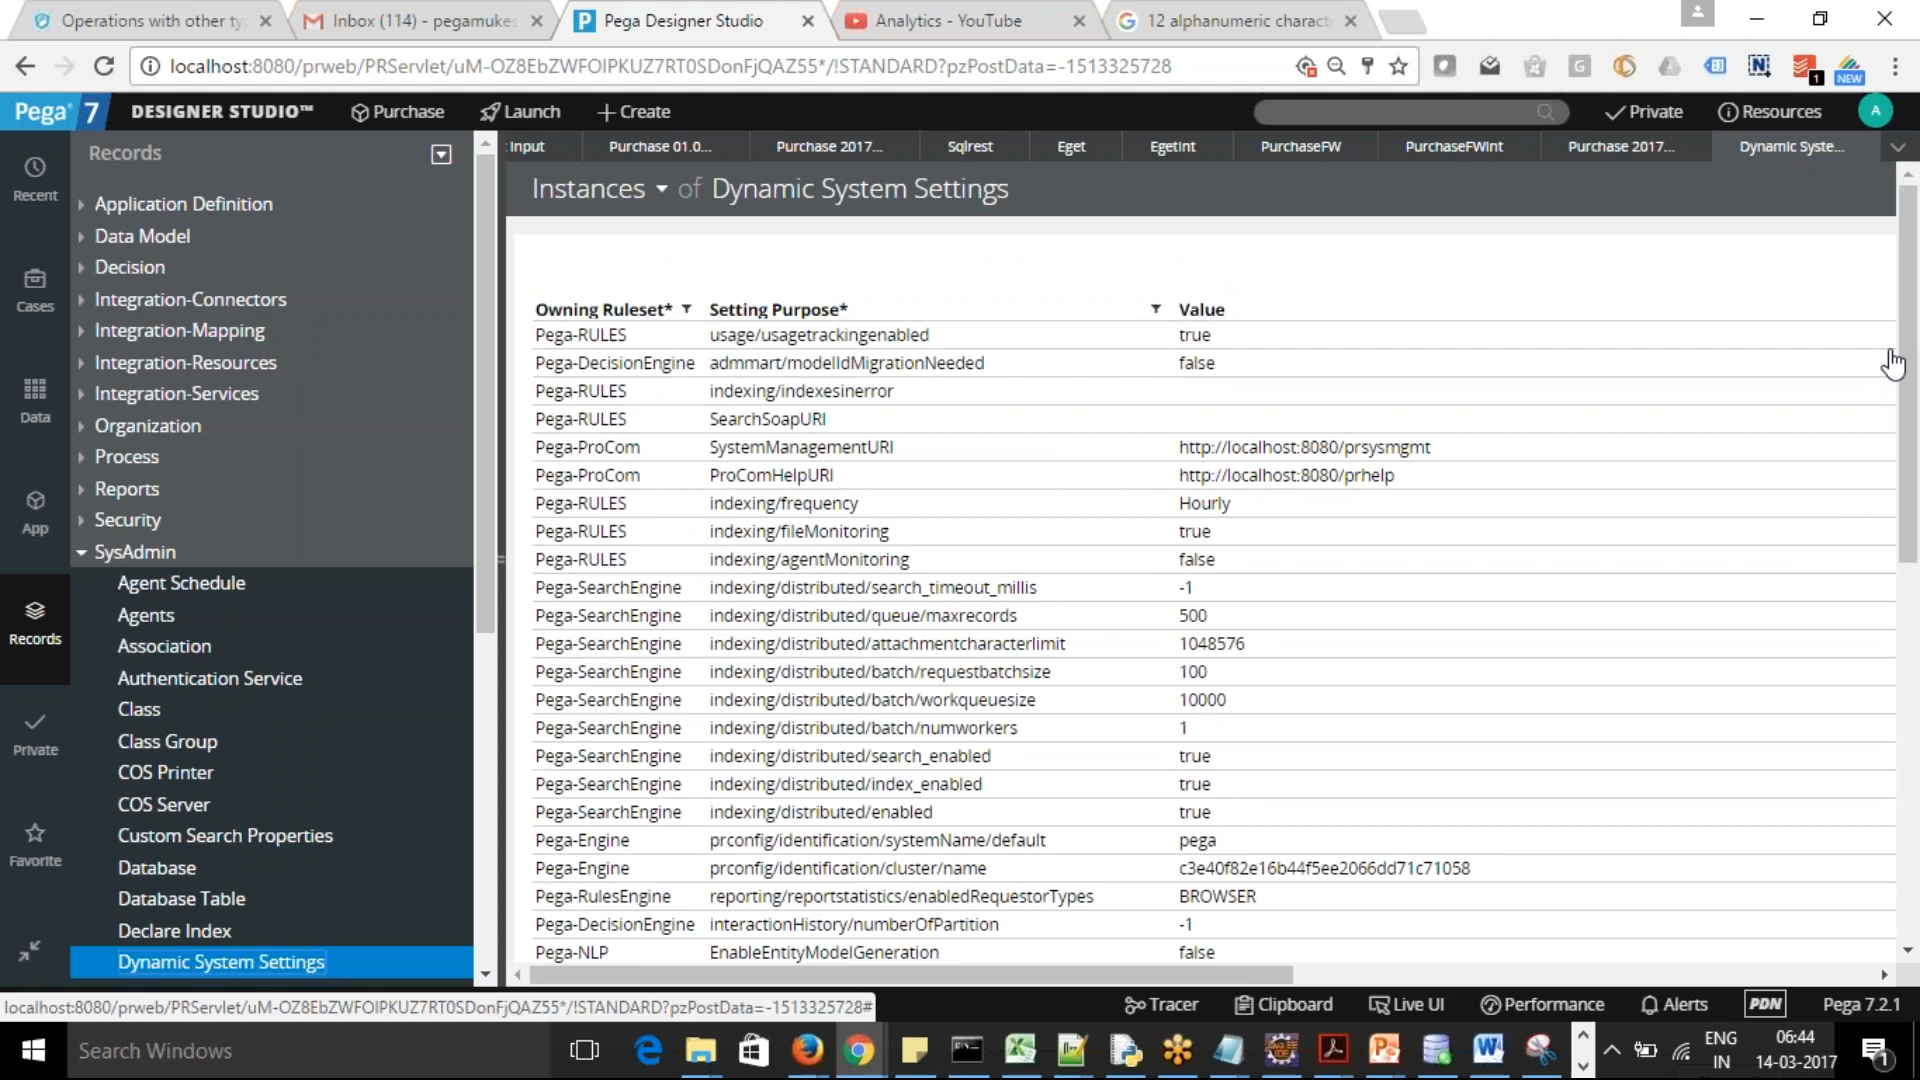 Operations with other ty
Inbox (114) - pegamukes
Pega Designer Studio
Analytics - YouTube
12 alphanumeric charact
localhost:8080/prweb/PRServlet/uM-OZ8EbZWFOIPKUZ7RT0SDonFjQAZ55*/!STANDARD?pzPostData=-1513325728
1
NEW
Pega 7 DESIGNER STUDIO™ Purchase Launch Create Private Resources A
Recent
Cases
Data
App
Records
Private
Favorite
Records
Application Definition
Data Model
Decision
Integration-Connectors
Integration-Mapping
Integration-Resources
Integration-Services
Organization
Process
Reports
Security
SysAdmin
Agent Schedule
Agents
Association
Authentication Service
Class
Class Group
COS Printer
COS Server
Custom Search Properties
Database
Database Table
Declare Index
Dynamic System Settings
: Input Purchase 01.0... Purchase 2017... Sqlrest Eget EgetInt PurchaseFW PurchaseFWInt Purchase 2017... Dynamic Syste...
Instances of Dynamic System Settings
Owning Ruleset* Setting Purpose* Value
Pega-RULES usage/usagetrackingenabled true
Pega-DecisionEngine admmart/modelIdMigrationNeeded false
Pega-RULES indexing/indexesinerror
Pega-RULES SearchSoapURI
Pega-ProCom SystemManagementURI http://localhost:8080/prsysmgmt
Pega-ProCom ProComHelpURI http://localhost:8080/prhelp
Pega-RULES indexing/frequency Hourly
Pega-RULES indexing/fileMonitoring true
Pega-RULES indexing/agentMonitoring false
Pega-SearchEngine indexing/distributed/search_timeout_millis -1
Pega-SearchEngine indexing/distributed/queue/maxrecords 500
Pega-SearchEngine indexing/distributed/attachmentcharacterlimit 1048576
Pega-SearchEngine indexing/distributed/batch/requestbatchsize 100
Pega-SearchEngine indexing/distributed/batch/workqueuesize 10000
Pega-SearchEngine indexing/distributed/batch/numworkers 1
Pega-SearchEngine indexing/distributed/search_enabled true
Pega-SearchEngine indexing/distributed/index_enabled true
Pega-SearchEngine indexing/distributed/enabled true
Pega-Engine prconfig/identification/systemName/default pega
Pega-Engine prconfig/identification/cluster/name c3e40f82e16b44f5ee2066dd71c71058
Pega-RulesEngine reporting/reportstatistics/enabledRequestorTypes BROWSER
Pega-DecisionEngine interactionHistory/numberOfPartition -1
Pega-NLP EnableEntityModelGeneration false
localhost:8080/prweb/PRServlet/uM-OZ8EbZWFOIPKUZ7RT0SDonFjQAZ55*/!STANDARD?pzPostData=-1513325728#
Tracer Clipboard Live UI Performance Alerts PDN Pega 7.2.1
Search Windows
ENG
IN
06:44
14-03-2017
1